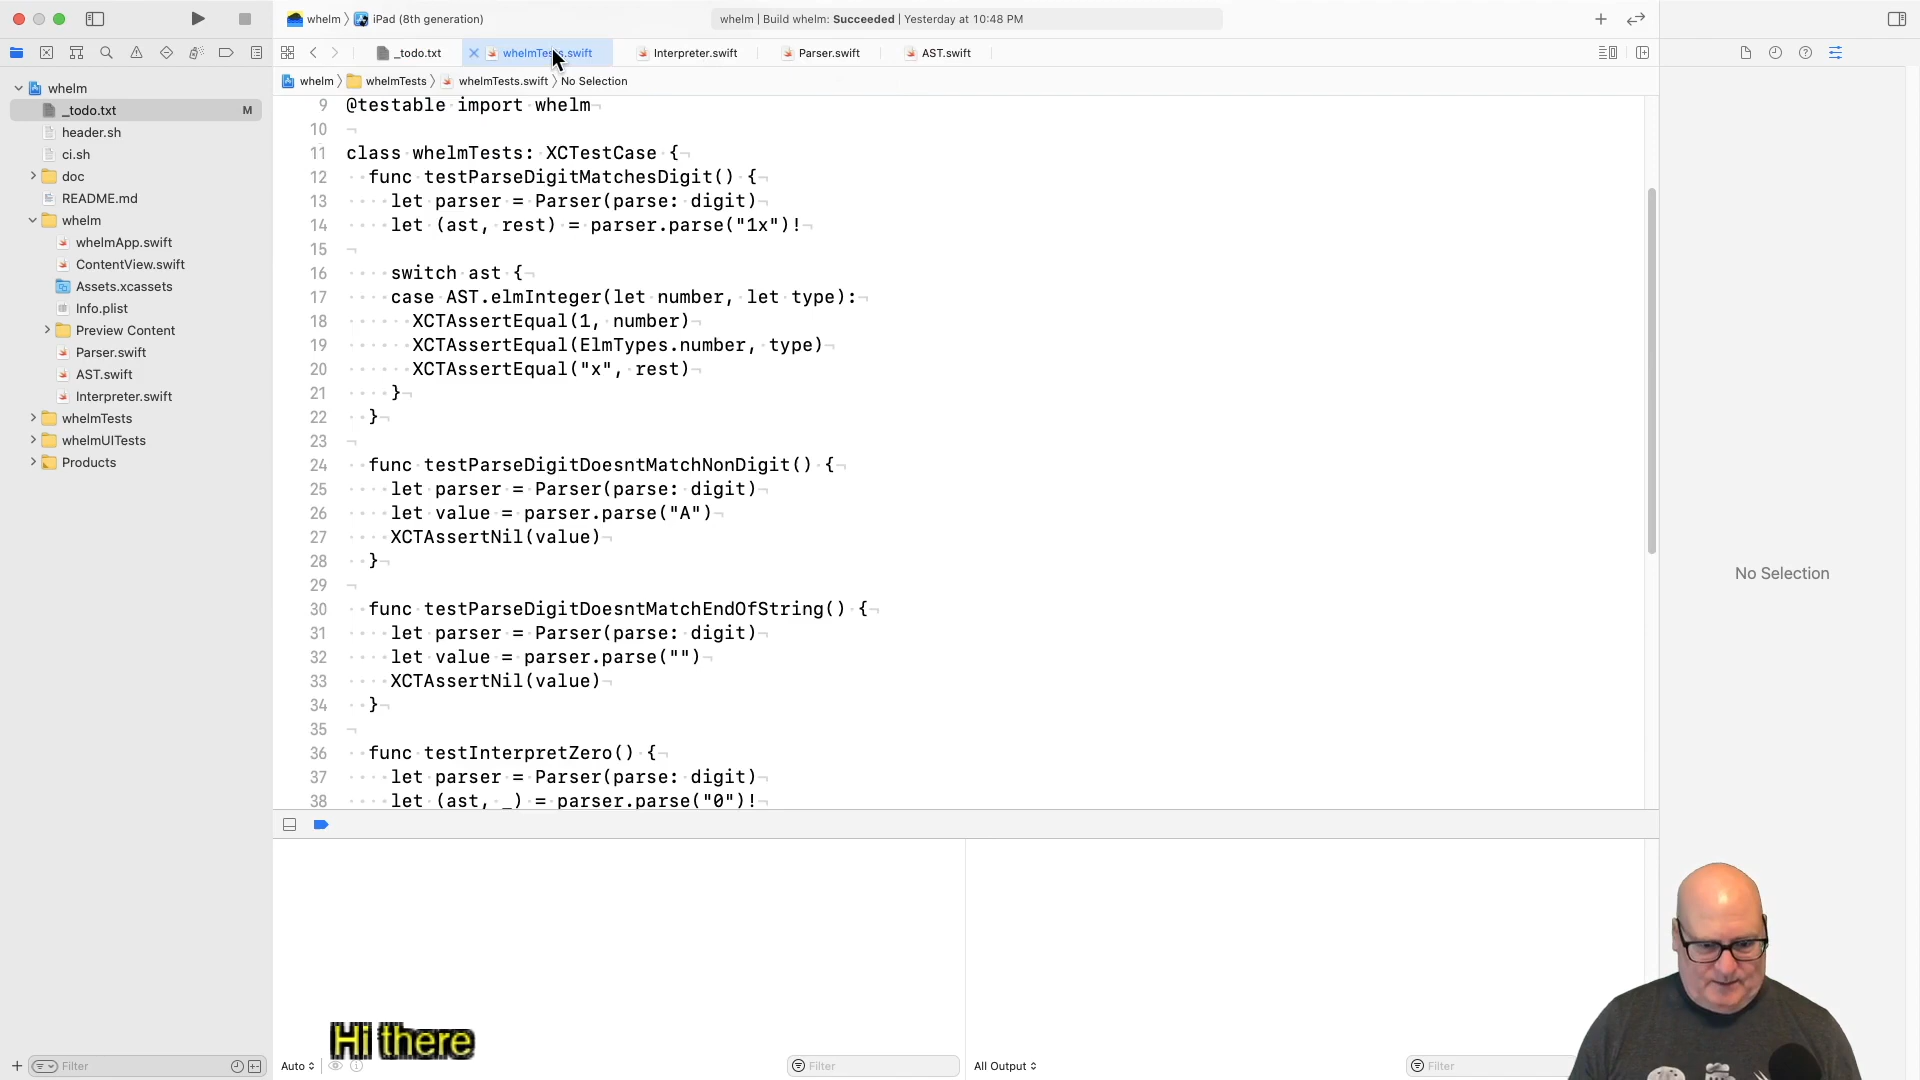 whelm
iPad (8th generation)
whelm | Build whelm: Succeeded | Yesterday at 10:48 PM
_todo.txt
whelmTests.swift
Interpreter.swift
Parser.swift
AST.swift
whelm
whelmTests
whelmTests.swift
No Selection
whelm
_todo.txt
M
header.sh
ci.sh
doc
README.md
whelm
whelmApp.swift
ContentView.swift
Assets.xcassets
Info.plist
Preview Content
Parser.swift
AST.swift
Interpreter.swift
whelmTests
whelmUITests
Products
9 @testable import whelm
10
11 class whelmTests: XCTestCase {
12 func testParseDigitMatchesDigit() {
13 let parser = Parser(parse: digit)
14 let (ast, rest) = parser.parse("1x")!
15
16 switch ast {
17 case AST.elmInteger(let number, let type):
18 XCTAssertEqual(1, number)
19 XCTAssertEqual(ElmTypes.number, type)
20 XCTAssertEqual("x", rest)
21 }
22 }
23
24 func testParseDigitDoesntMatchNonDigit() {
25 let parser = Parser(parse: digit)
26 let value = parser.parse("A")
27 XCTAssertNil(value)
28 }
29
30 func testParseDigitDoesntMatchEndOfString() {
31 let parser = Parser(parse: digit)
32 let value = parser.parse("")
33 XCTAssertNil(value)
34 }
35
36 func testInterpretZero() {
37 let parser = Parser(parse: digit)
38 let (ast, _) = parser.parse("0")!
No Selection
Hi there
Filter
Auto
Filter
All Output
Filter